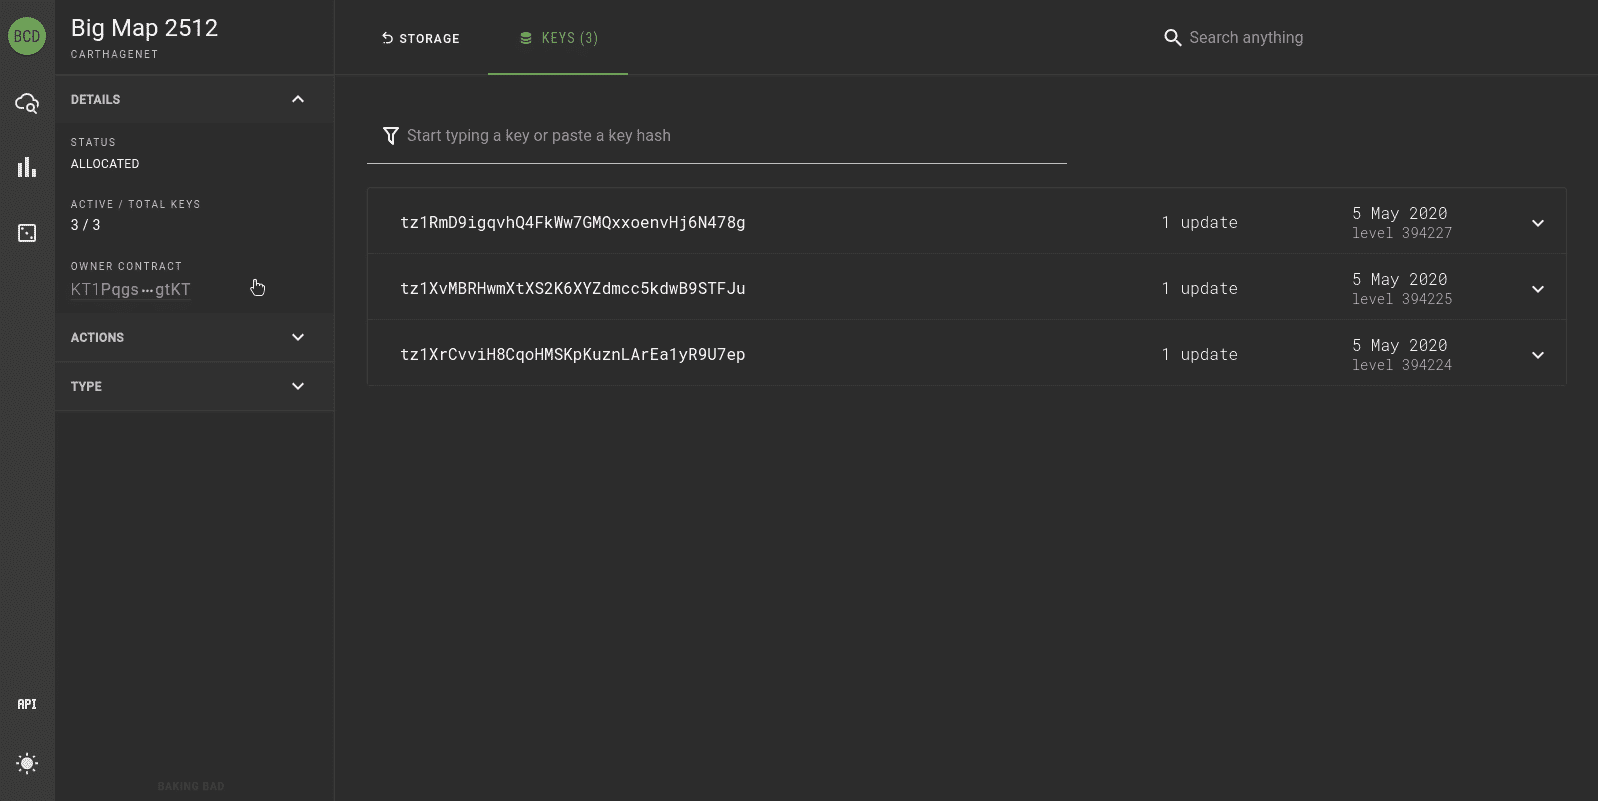 BCD
Big Map 2512
CARTHAGENET
STORAGE
KEYS (3)
Search anything
DETAILS
STATUS
ALLOCATED
ACTIVE / TOTAL KEYS
3 / 3
OWNER CONTRACT
KT1Pqgs···gtKT
ACTIONS
TYPE
Start typing a key or paste a key hash
tz1RmD9igqvhQ4FkWw7GMQxxoenvHj6N478g 1 update 5 May 2020
level 394227
tz1XvMBRHwmXtXS2K6XYZdmcc5kdwB9STFJu 1 update 5 May 2020
level 394225
tz1XrCvviH8CqoHMSKpKuznLArEa1yR9U7ep 1 update 5 May 2020
level 394224
API
BAKING BAD